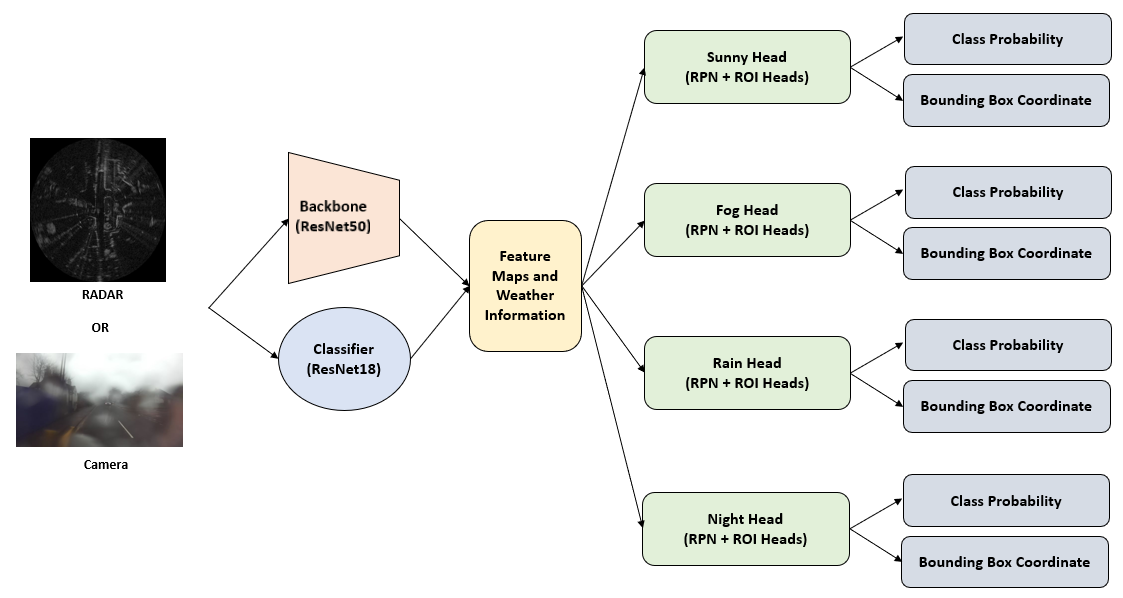 RADAR
OR
Camera
Backbone
(ResNet50)
Classifier
(ResNet18)
Feature
Maps and
Weather
Information
Sunny Head
(RPN + ROI Heads)
Class Probability
Bounding Box Coordinate
Fog Head
(RPN + ROI Heads)
Class Probability
Bounding Box Coordinate
Rain Head
(RPN + ROI Heads)
Class Probability
Bounding Box Coordinate
Night Head
(RPN + ROI Heads)
Class Probability
Bounding Box Coordinate